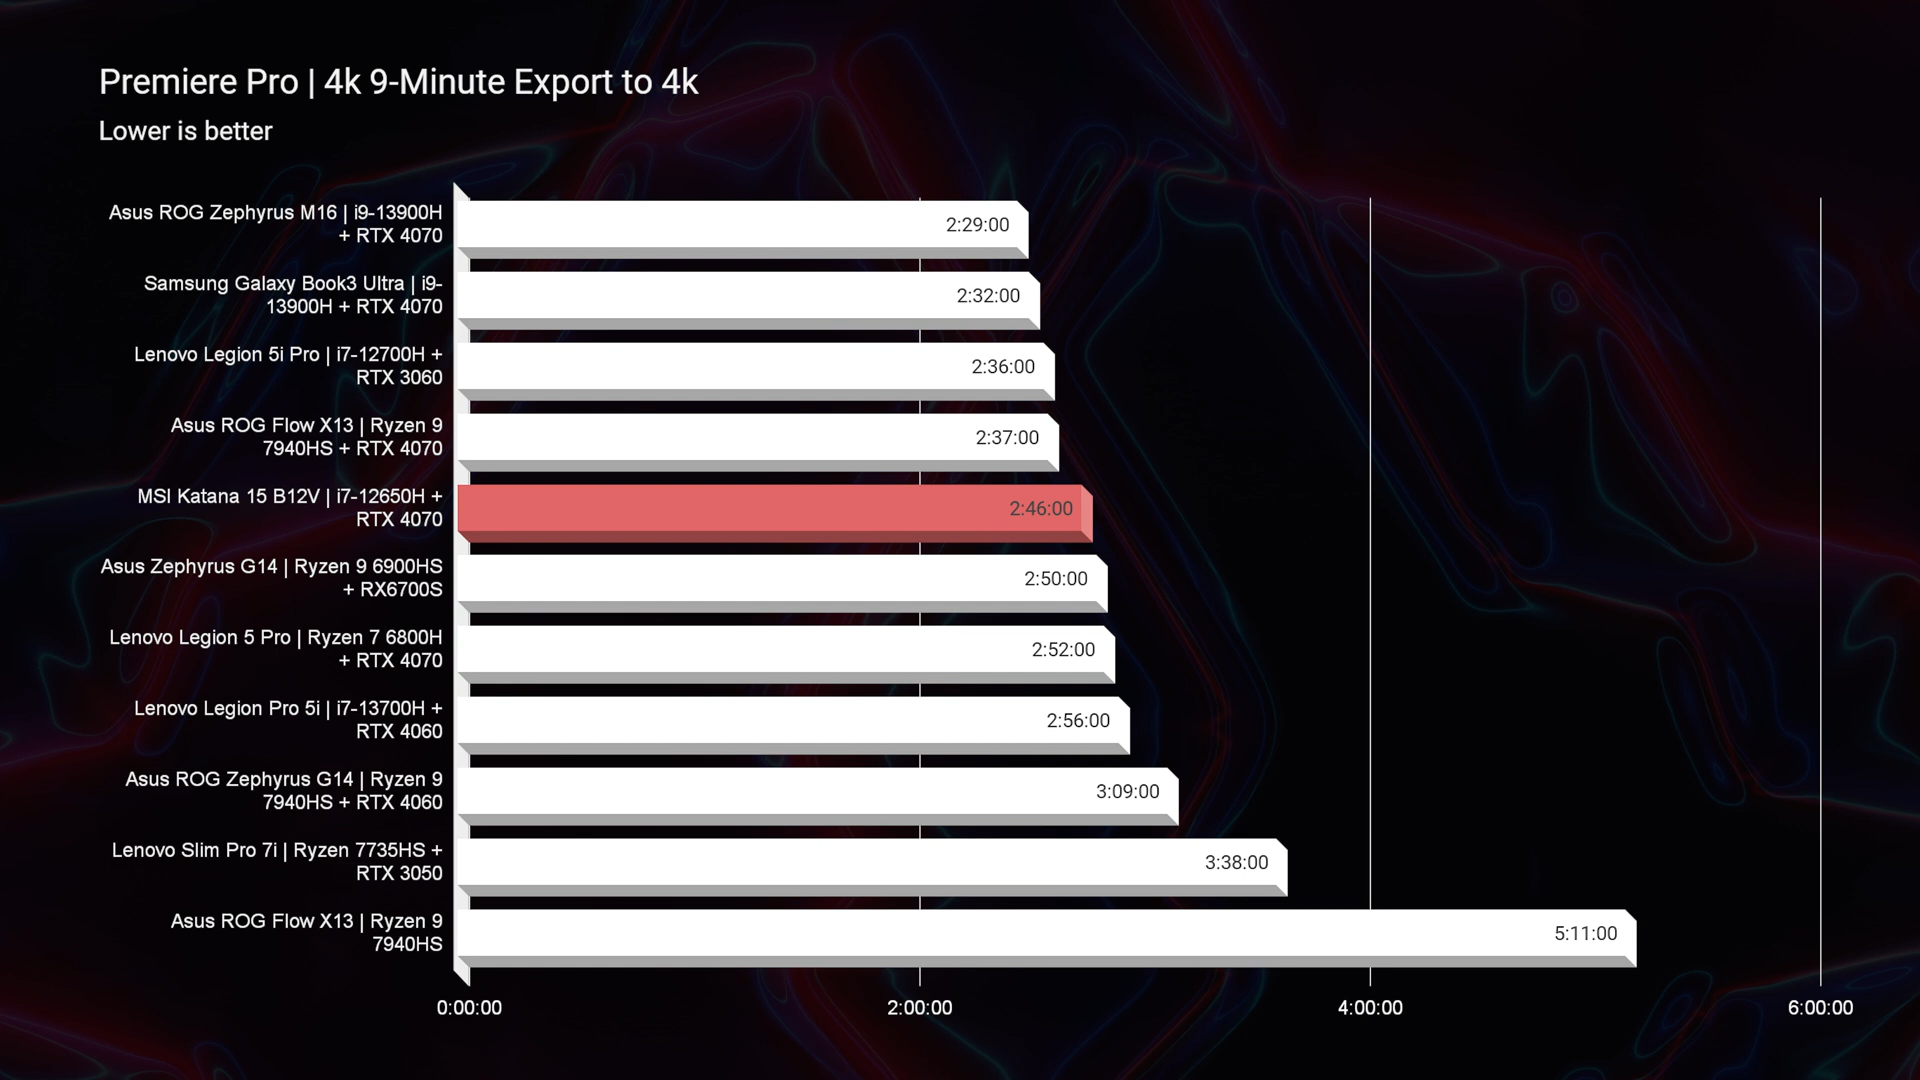 Premiere Pro | 4k 9-Minute Export to 4k
Lower is better
Asus ROG Zephyrus M16 | i9-13900H
+ RTX 4070
2:29:00
Samsung Galaxy Book3 Ultra | i9-
13900H + RTX 4070
2:32:00
Lenovo Legion 5i Pro | i7-12700H +
RTX 3060
2:36:00
Asus ROG Flow X13 | Ryzen 9
7940HS + RTX 4070
2:37:00
MSI Katana 15 B12V | i7-12650H +
RTX 4070
2:46:00
Asus Zephyrus G14 | Ryzen 9 6900HS
+ RX6700S
2:50:00
Lenovo Legion 5 Pro | Ryzen 7 6800H
+ RTX 4070
2:52:00
Lenovo Legion Pro 5i | i7-13700H +
RTX 4060
2:56:00
Asus ROG Zephyrus G14 | Ryzen 9
7940HS + RTX 4060
3:09:00
Lenovo Slim Pro 7i | Ryzen 7735HS +
RTX 3050
3:38:00
Asus ROG Flow X13 | Ryzen 9
7940HS
5:11:00
0:00:00 2:00:00 4:00:00 6:00:00